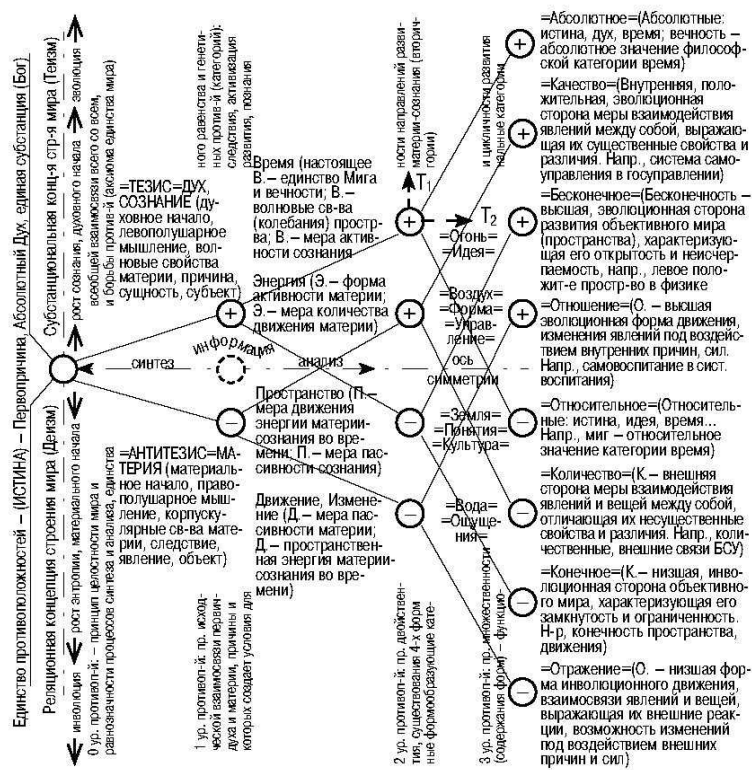 Единство противоположностей – (ИСТИНА) – Первопричина, Абсолютный Дух, единая субстанция (Бог)
Реляционная концепция строения мира (Деизм)
Субстанциональная конц-я стр-я мира (Теизм)
инволюция
рост энтропии, материального начала
рост сознания, духовного начала
эволюция
0 ур. противоп-й: – принцип целостности мира и
всеобщей взаимосвязи всего со всем,
равнозначности процессов синтеза и анализа, единства
и борьбы против-й (аксиома единства мира)
=ТЕЗИС=ДУХ,
СОЗНАНИЕ (ду-
ховное начало,
левополушарное
мышление, вол-
новые свойства
материи, причина,
сущность, субъект)
синтез
информация
анализ
ось
симметрии
=АНТИТЕЗИС=МА-
ТЕРИЯ (материаль-
ное начало, право-
полушарное мыш-
ление, корпуску-
лярные св-ва мате-
рии, следствие,
явление, объект)
1 ур. противоп-й: пр. исход-
ного равенства и генети-
ческой взаимосвязи первич-
ных против-й (категорий):
духа и материи, причины и
следствия, активизация
которых создает условия для
развития, познания
Время (настоящее
В.– единство Мига
и вечности; В.–
волновые св-ва
(колебания) простр-
ва; В.– мера актив-
ности сознания
Энергия (Э.– форма
активности материи;
Э.– мера количества
движения материи)
Пространство (П.–
мера движения
энергии материи-
сознания во вре-
мени; П.– мера пас-
сивности сознания)
Движение, Измене-
ние (Д.– мера пас-
сивности материи;
Д.– пространствен-
ная энергия материи-
сознания во вре-
мени)
2 ур. противоп-й: пр. двойствен-
ности направлений разви-
тия, существования 4-х форм
материи-сознания (вторич-
ные формообразующие кате-
гории)
T1
T2
=Огонь=
=Идея=
=Воздух=
=Форма=
=Управ-
ление=
=Земля=
=Понятия=
=Культура=
=Вода=
=Ощуще-
ния=
3 ур. противоп-й: пр. множественности
и цикличности развития
(содержания форм) – функцио-
нальные категории
=Абсолютное=(Абсолютные:
истина, дух, время; вечность –
абсолютное значение философ-
ской категории время)
=Качество=(Внутренняя, поло-
жительная, эволюционная
сторона меры взаимодействия
явлений между собой, выражаю-
щая их существенные свойства и
различия. Напр., система само-
управления в госуправлении)
=Бесконечное=(Бесконечность –
высшая, эволюционная сторона
развития объективного мира
(пространства), характеризую-
щая его открытость и неисчер-
паемость, напр., левое поло-
жит-е простр-во в физике
=Отношение=(О. – высшая
эволюционная форма движения,
изменения явлений под воздей-
ствием внутренних причин, сил.
Напр., самовоспитание в сист.
воспитания)
=Относительное=(Относитель-
ные: истина, идея, время...
Напр., миг – относительное
значение категории время)
=Количество=(К.– внешняя
сторона меры взаимодействия
явлений и вещей между собой,
отличающая их несущественные
свойства и различия. Напр., коли-
чественные, внешние связи БСУ)
=Конечное=(К.– низшая, инво-
люционная сторона объективно-
го мира, характеризующая его
замкнутость и ограниченность.
Н-р, конечность пространства,
движения)
=Отражение=(О. – низшая фор-
ма инволюционного движения,
взаимосвязи явлений и вещей,
выражающая их внешние реак-
ции, возможность изменений
под воздействием внешних
причин и сил)